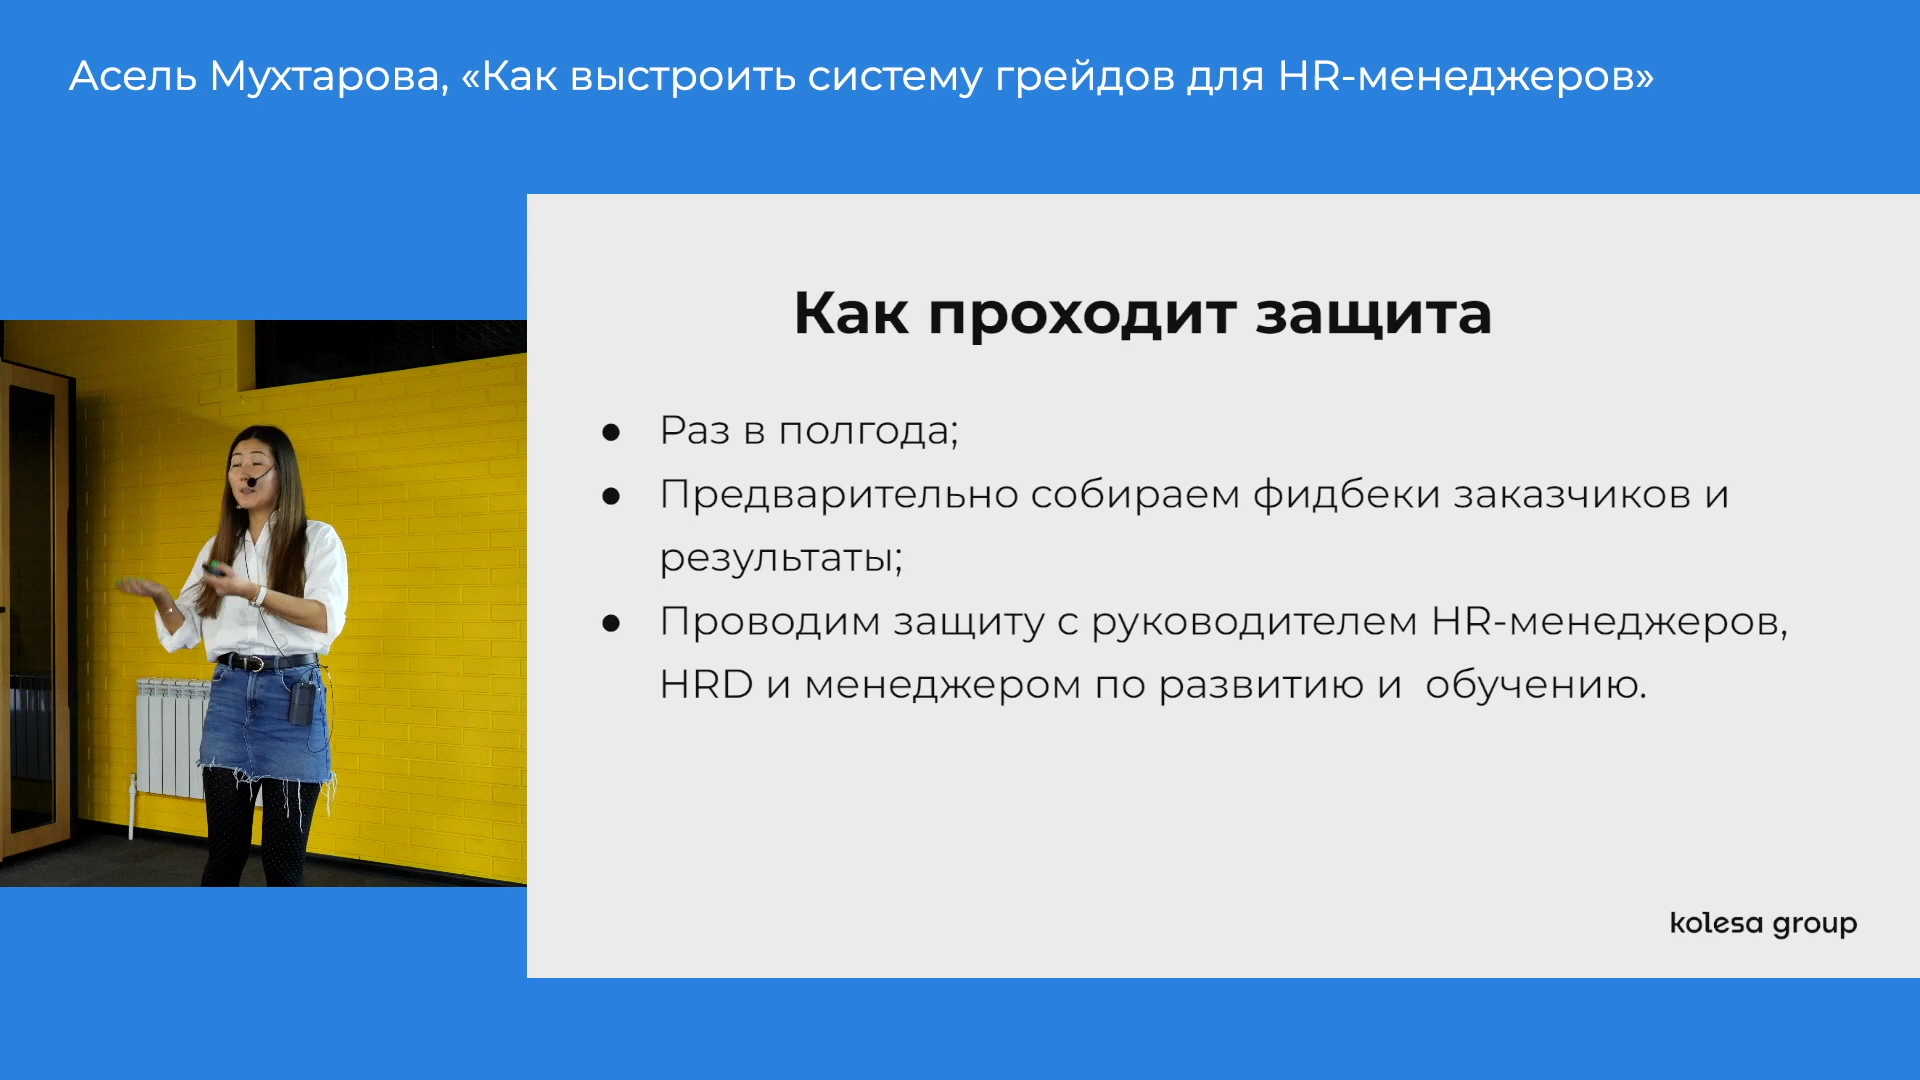 Асель Мухтарова, «Как выстроить систему грейдов для HR-менеджеров»
Как проходит защита
● Раз в полгода;
● Предварительно собираем фидбеки заказчиков и
результаты;
● Проводим защиту с руководителем HR-менеджеров,
HRD и менеджером по развитию и  обучению.
kolesa group